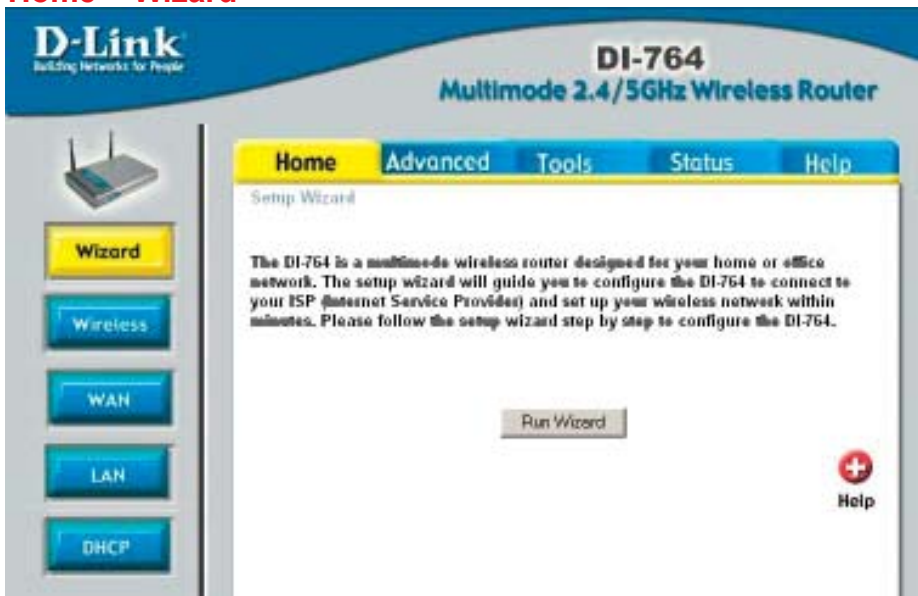 D-Link
Building Networks for People
DI-764
Multimode 2.4/5GHz Wireless Router
Home Advanced Tools Status Help
Setup Wizard
Wizard
The DI-764 is a multimode wireless router designed for your home or office
network. The setup wizard will guide you to configure the DI-764 to connect to
your ISP (Internet Service Provider) and set up your wireless network within
minutes. Please follow the setup wizard step by step to configure the DI-764.
Wireless
WAN
Run Wizard
LAN
Help
DHCP